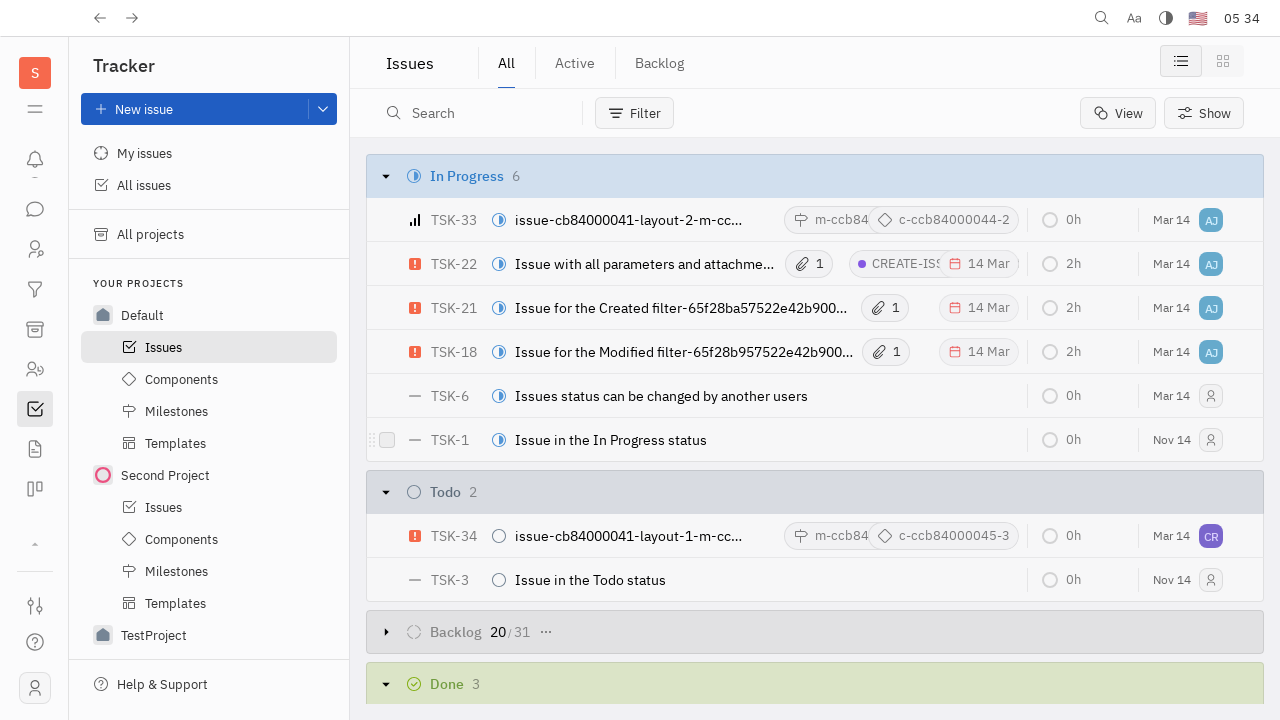 Aa
05 34
S
Tracker
New issue
My issues
All issues
All projects
YOUR PROJECTS
Default
Issues
Components
Milestones
Templates
Second Project
Issues
Components
Milestones
Templates
TestProject
Help & Support
Issues
All
Active
Backlog
Search
Filter
View
Show
In Progress 6
TSK-33 issue-cb84000041-layout-2-m-cc... m-ccb84 c-ccb84000044-2 0h Mar 14 AJ
TSK-22 Issue with all parameters and attachme... 1 CREATE-ISS 14 Mar 2h Mar 14 AJ
TSK-21 Issue for the Created filter-65f28ba57522e42b900... 1 14 Mar 2h Mar 14 AJ
TSK-18 Issue for the Modified filter-65f28b957522e42b900... 1 14 Mar 2h Mar 14 AJ
TSK-6 Issues status can be changed by another users 0h Mar 14
TSK-1 Issue in the In Progress status 0h Nov 14
Todo 2
TSK-34 issue-cb84000041-layout-1-m-cc... m-ccb84 c-ccb84000045-3 0h Mar 14 CR
TSK-3 Issue in the Todo status 0h Nov 14
Backlog 20 / 31 ...
Done 3